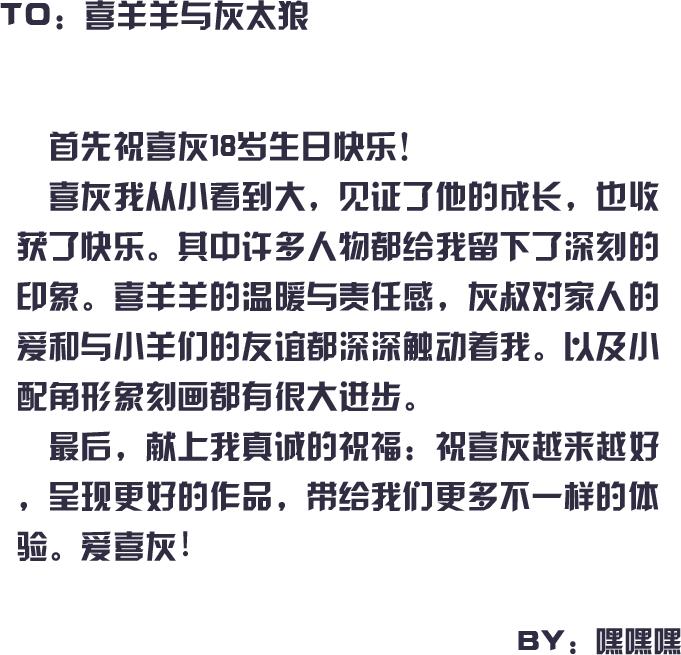 TO：喜羊羊与灰太狼
首先祝喜灰18岁生日快乐！
喜灰我从小看到大，见证了他的成长，也收
获了快乐。其中许多人物都给我留下了深刻的
印象。喜羊羊的温暖与责任感，灰叔对家人的
爱和与小羊们的友谊都深深触动着我。以及小
配角形象刻画都有很大进步。
最后，献上我真诚的祝福：祝喜灰越来越好
，呈现更好的作品，带给我们更多不一样的体
验。爱喜灰！
BY：嘿嘿嘿